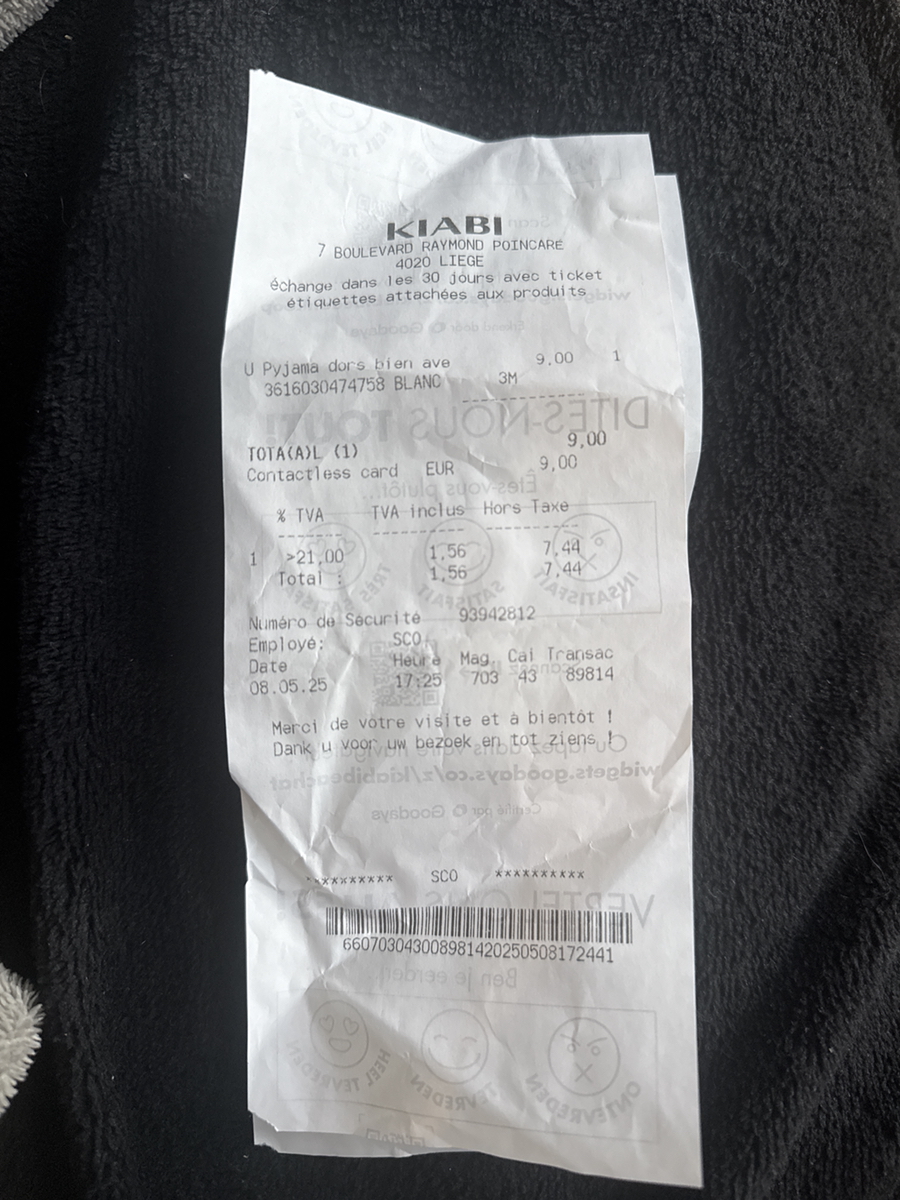 KIABI
7 BOULEVARD RAYMOND POINCARÉ
4020 LIEGE
échange dans les 30 jours avec ticket
étiquettes attachées aux produits
U Pyjama dors bien ave 9.00 1
3616030474758 BLANC 3M
TOTA(A)L (1) 9,00
Contactless card EUR 9,00
% TVA TVA inclus Hors Taxe
1 >21,00 1,56 7,44
Total : 1,56 7,44
Numéro de Sécurité 93942812
Employé: SCO
Date Heure Mag. Cai Transac
08.05.25 17:25 703 43 89814
Merci de votre visite et à bientôt !
Dank u voor uw bezoek en tot ziens !
********** SCO **********
660703043008981420250508172441